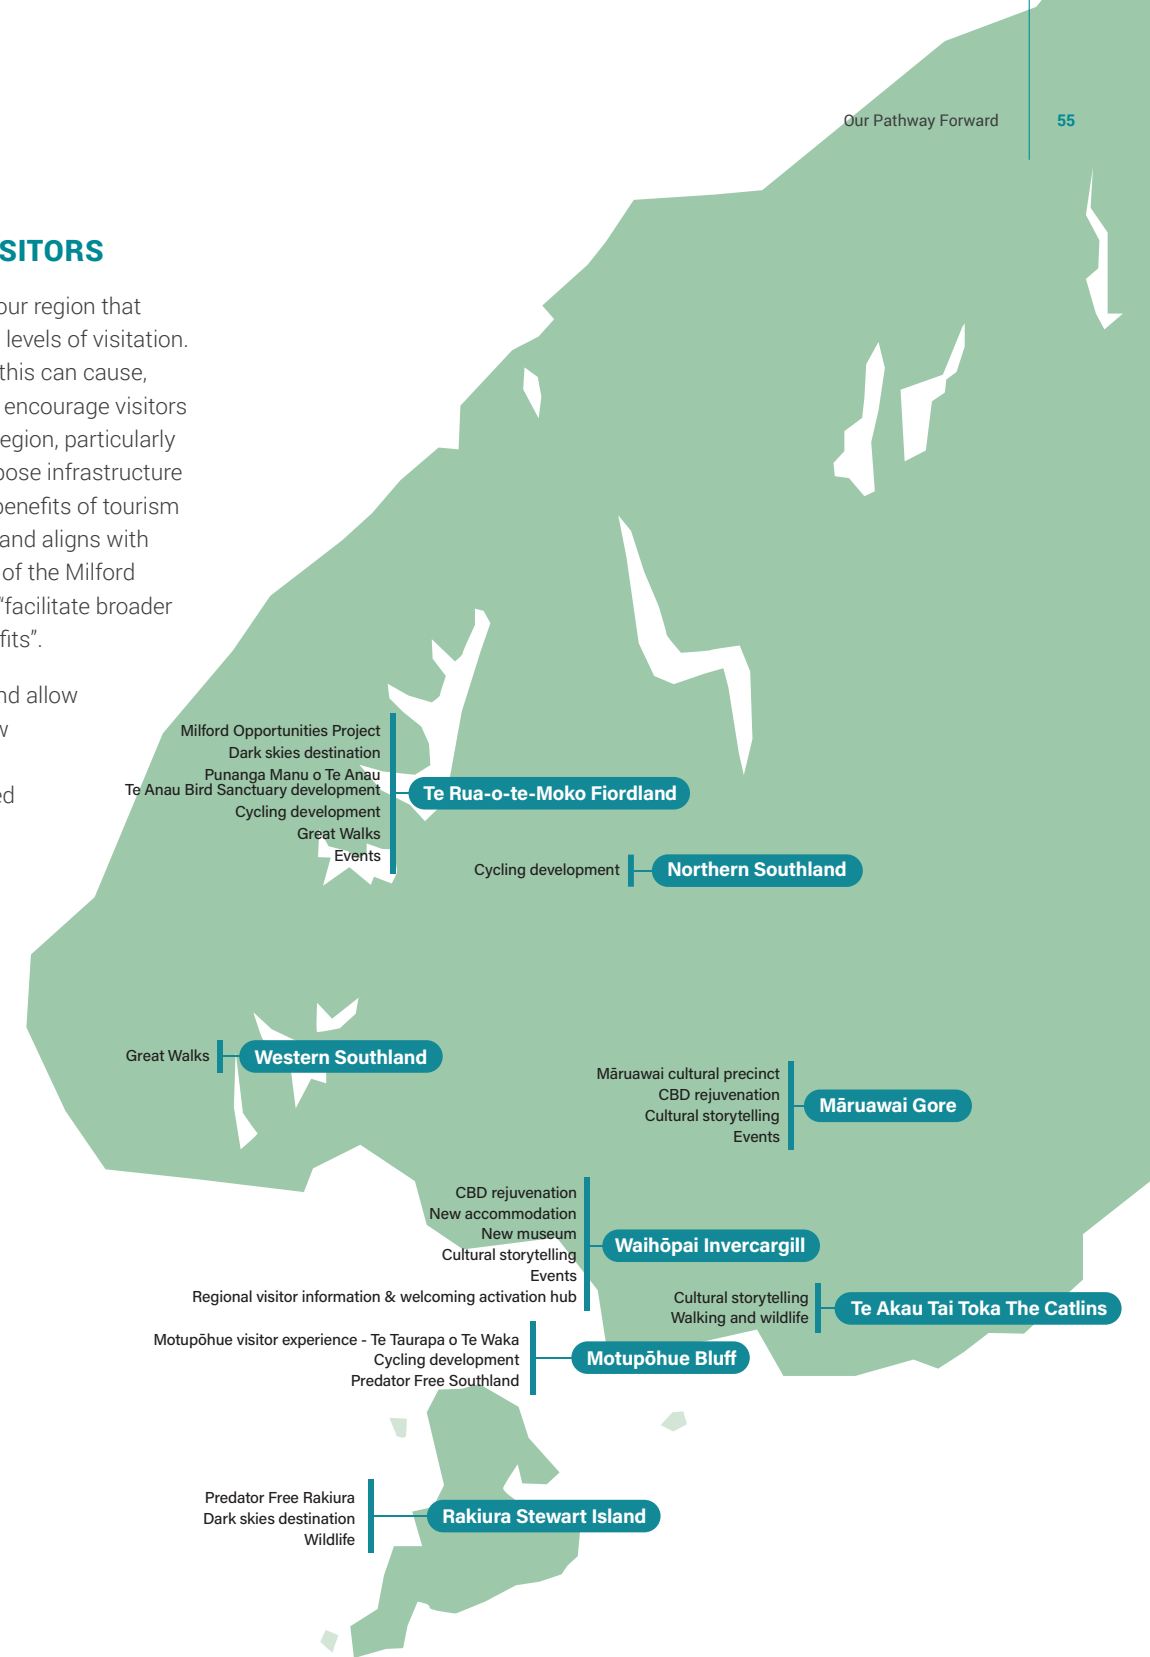 Our Pathway Forward
55
SITORS
our region that
levels of visitation.
this can cause,
encourage visitors
egion, particularly
pose infrastructure
benefits of tourism
and aligns with
of the Milford
“facilitate broader
fits”.
nd allow
w
ed
Milford Opportunities Project
Dark skies destination
Punanga Manu o Te Anau
Te Anau Bird Sanctuary development
Cycling development
Great Walks
Events
Te Rua-o-te-Moko Fiordland
Cycling development
Northern Southland
Great Walks
Western Southland
Māruawai cultural precinct
CBD rejuvenation
Cultural storytelling
Events
Māruawai Gore
CBD rejuvenation
New accommodation
New museum
Cultural storytelling
Events
Regional visitor information & welcoming activation hub
Waihōpai Invercargill
Cultural storytelling
Walking and wildlife
Te Akau Tai Toka The Catlins
Motupōhue visitor experience - Te Taurapa o Te Waka
Cycling development
Predator Free Southland
Motupōhue Bluff
Predator Free Rakiura
Dark skies destination
Wildlife
Rakiura Stewart Island